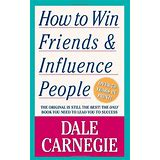 How to Win
Friends &
Influence
People
THE ORIGINAL IS STILL THE BEST! THE ONLY
BOOK YOU NEED TO LEAD YOU TO SUCCESS
DALE
CARNEGIE